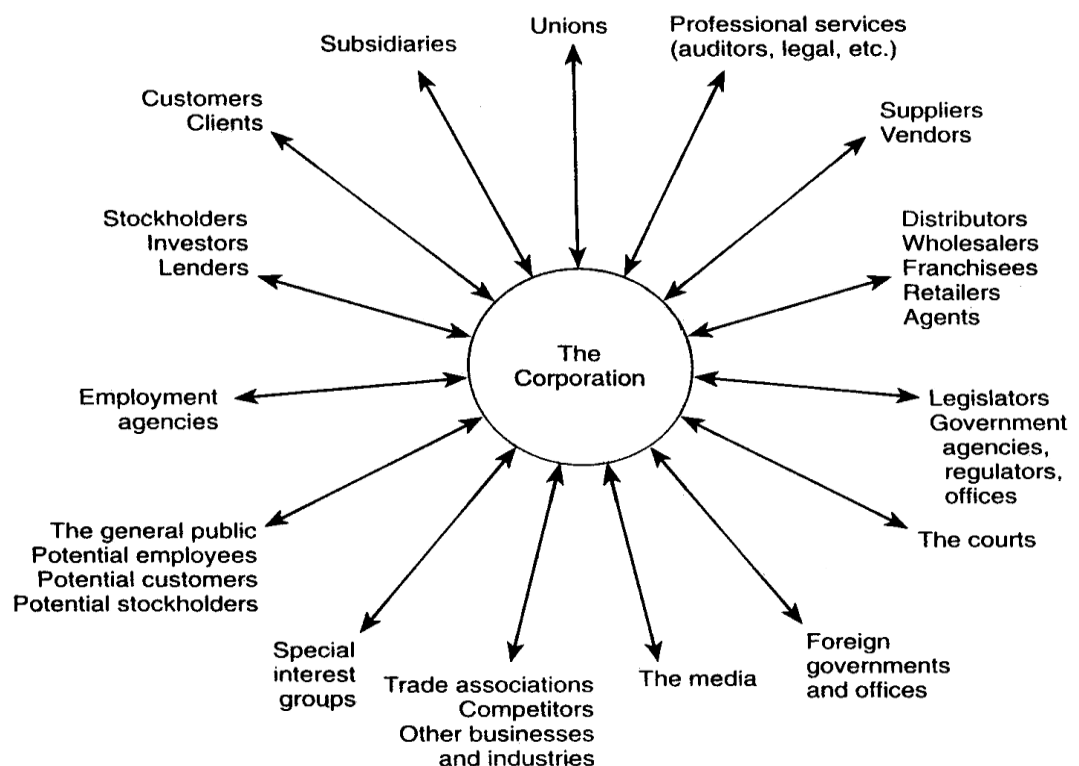 Unions
Professional services
(auditors, legal, etc.)
Subsidiaries
Customers
Clients
Suppliers
Vendors
Stockholders
Investors
Lenders
Distributors
Wholesalers
Franchisees
Retailers
Agents
The
Corporation
Employment
agencies
Legislators
Government
agencies,
regulators,
offices
The general public
Potential employees
Potential customers
Potential stockholders
The courts
Special
interest
groups
Trade associations
Competitors
Other businesses
and industries
The media
Foreign
governments
and offices